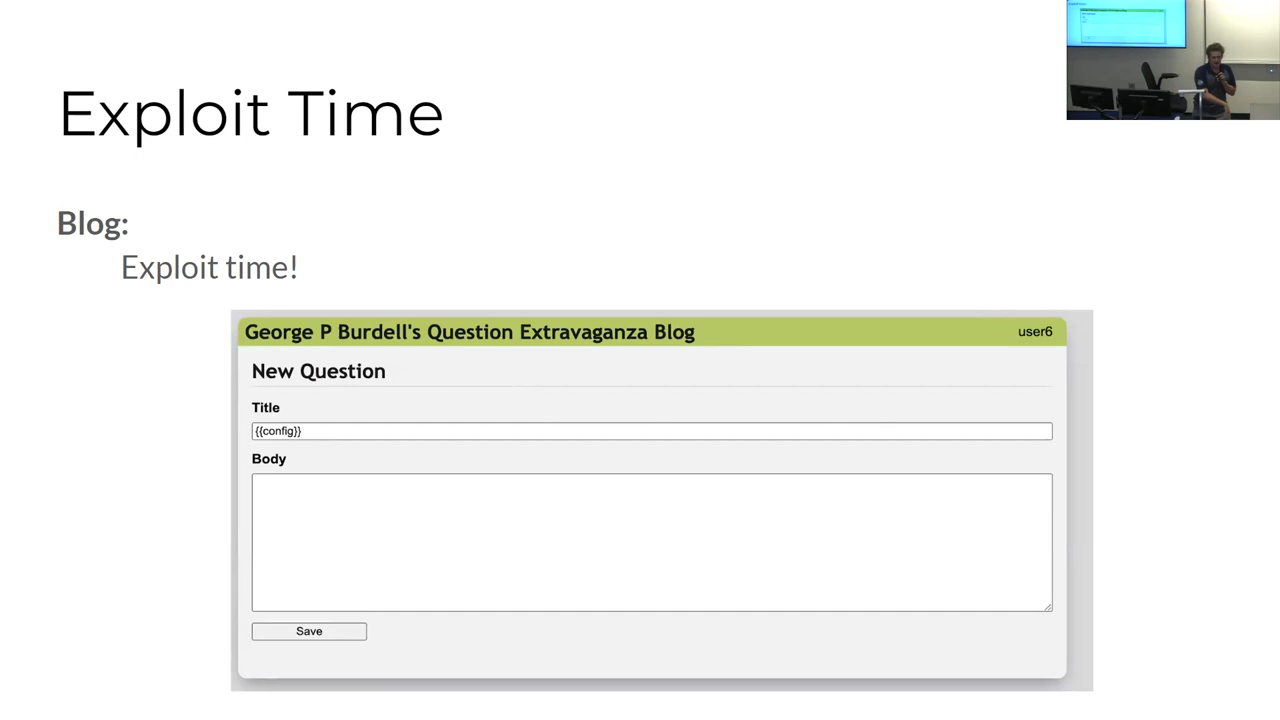 Exploit Time
Blog:
Exploit time!
George P Burdell's Question Extravaganza Blog
user6
New Question
Title
{{config}}
Body
Save